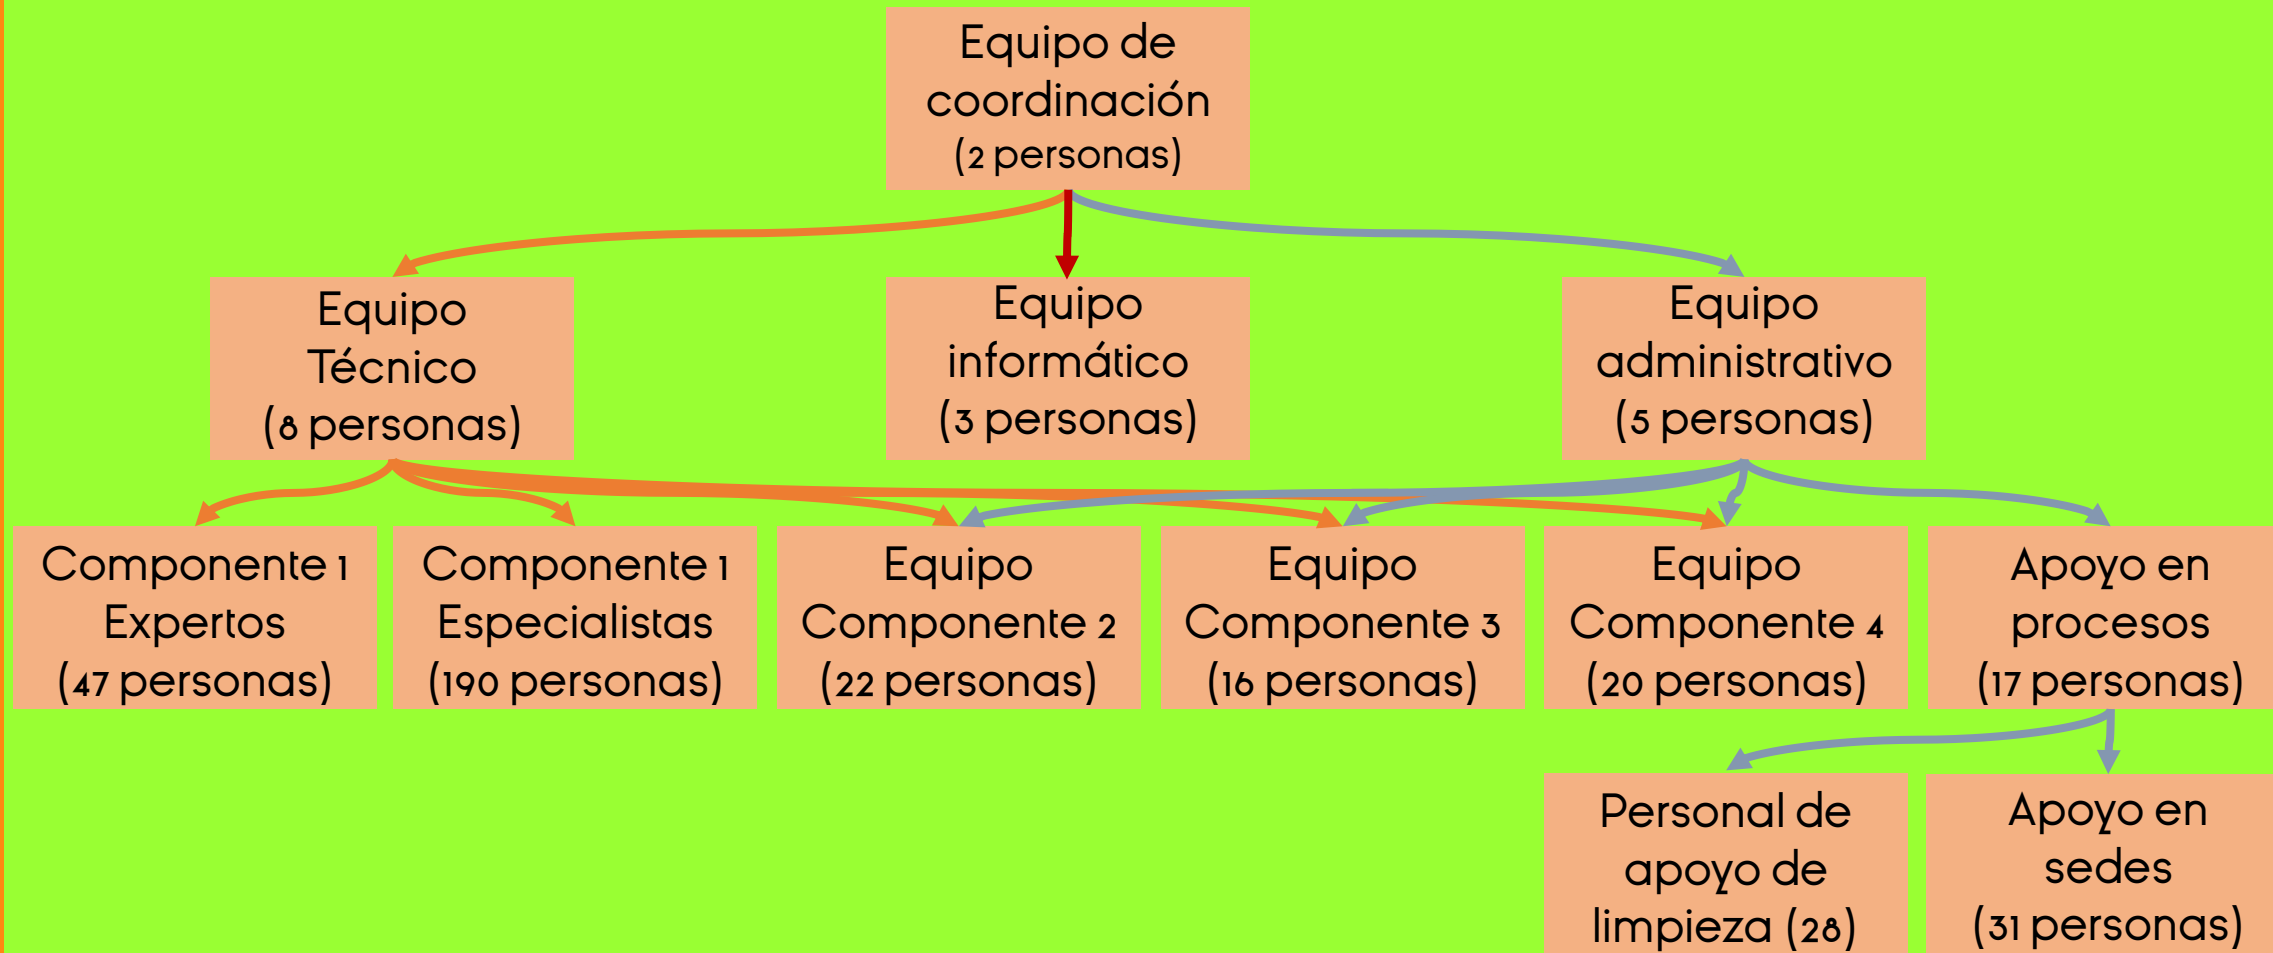 Equipo de
coordinación
(2 personas)
Equipo
Técnico
(8 personas)
Equipo
informático
(3 personas)
Equipo
administrativo
(5 personas)
Componente 1
Expertos
(47 personas)
Componente 1
Especialistas
(190 personas)
Equipo
Componente 2
(22 personas)
Equipo
Componente 3
(16 personas)
Equipo
Componente 4
(20 personas)
Apoyo en
procesos
(17 personas)
Personal de
apoyo de
limpieza (28)
Apoyo en
sedes
(31 personas)